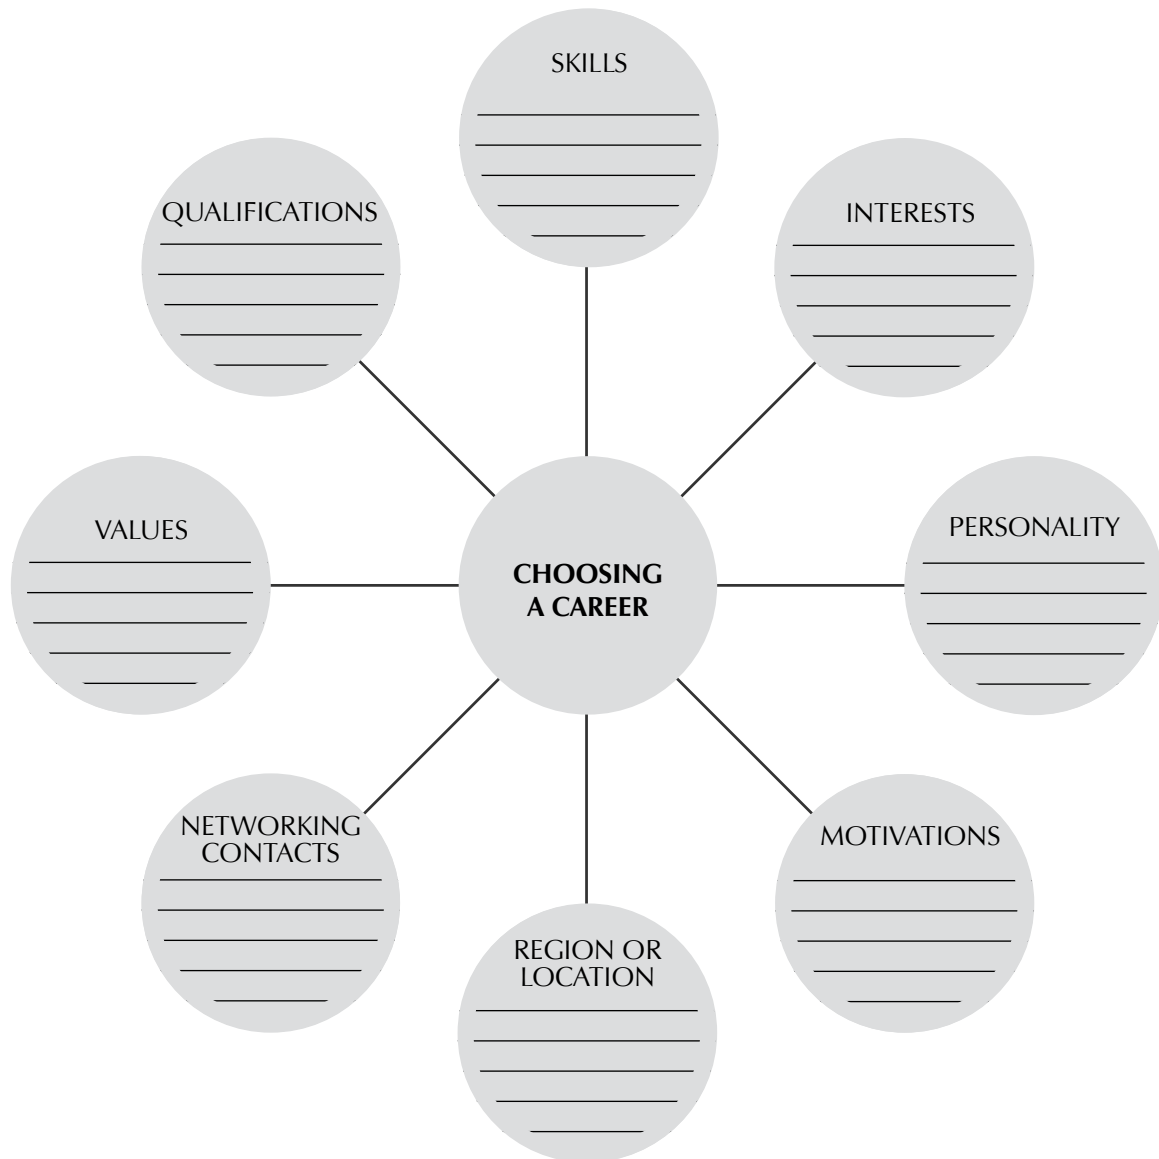 SKILLS
QUALIFICATIONS
INTERESTS
VALUES
PERSONALITY
CHOOSING
A CAREER
NETWORKING
CONTACTS
MOTIVATIONS
REGION OR
LOCATION